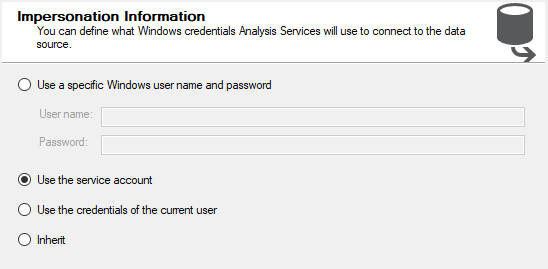 Impersonation Information
You can define what Windows credentials Analysis Services will use to connect to the data
source.
Use a specific Windows user name and password
User name:
Password:
Use the service account
Use the credentials of the current user
Inherit